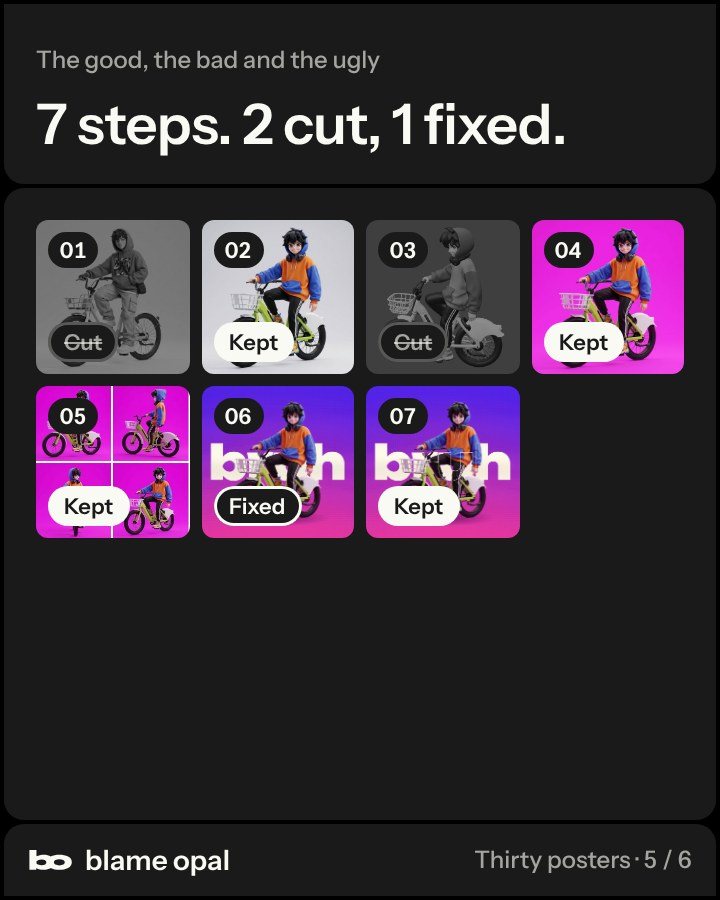 The good, the bad and the ugly
7 steps. 2 cut, 1 fixed.
01
02
03
04
Cut
Kept
Cut
Kept
05
06
07
Kept
Fixed
Kept
bo blame opal
Thirty posters · 5 / 6